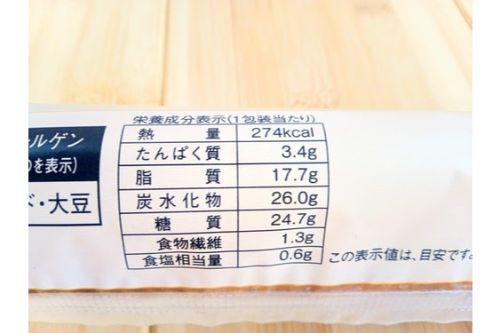 栄養成分表示(1包装当たり)
熱量 274kcal
たんぱく質 3.4g
脂質 17.7g
炭水化物 26.0g
糖質 24.7g
食物繊維 1.3g
食塩相当量 0.6g
この表示値は、目安です。
ルゲン
を表示)
・大豆